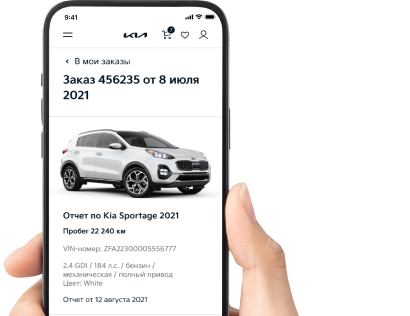 9:41
KIA
7
‹ В мои заказы
Заказ 456235 от 8 июля
2021
Отчет по Kia Sportage 2021
Пробег 22 240 км
VIN-номер: ZFA22300005556777
2.4 GDI / 184 л.с. / бензин /
механическая / полный привод
Цвет: White
Отчет от 12 августа 2021